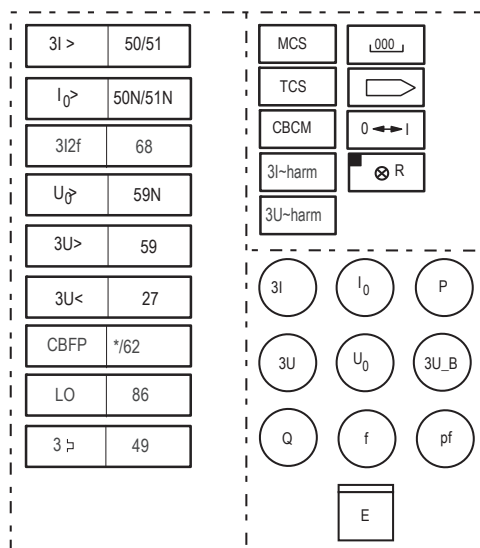 3I > 50/51
I0> 50N/51N
3I2f 68
U0> 59N
3U> 59
3U< 27
CBFP */62
LO 86
3 49
MCS 000
TCS
CBCM 0 I
3I~harm R
3U~harm
3I I0 P
3U U0 3U_B
Q f pf
E